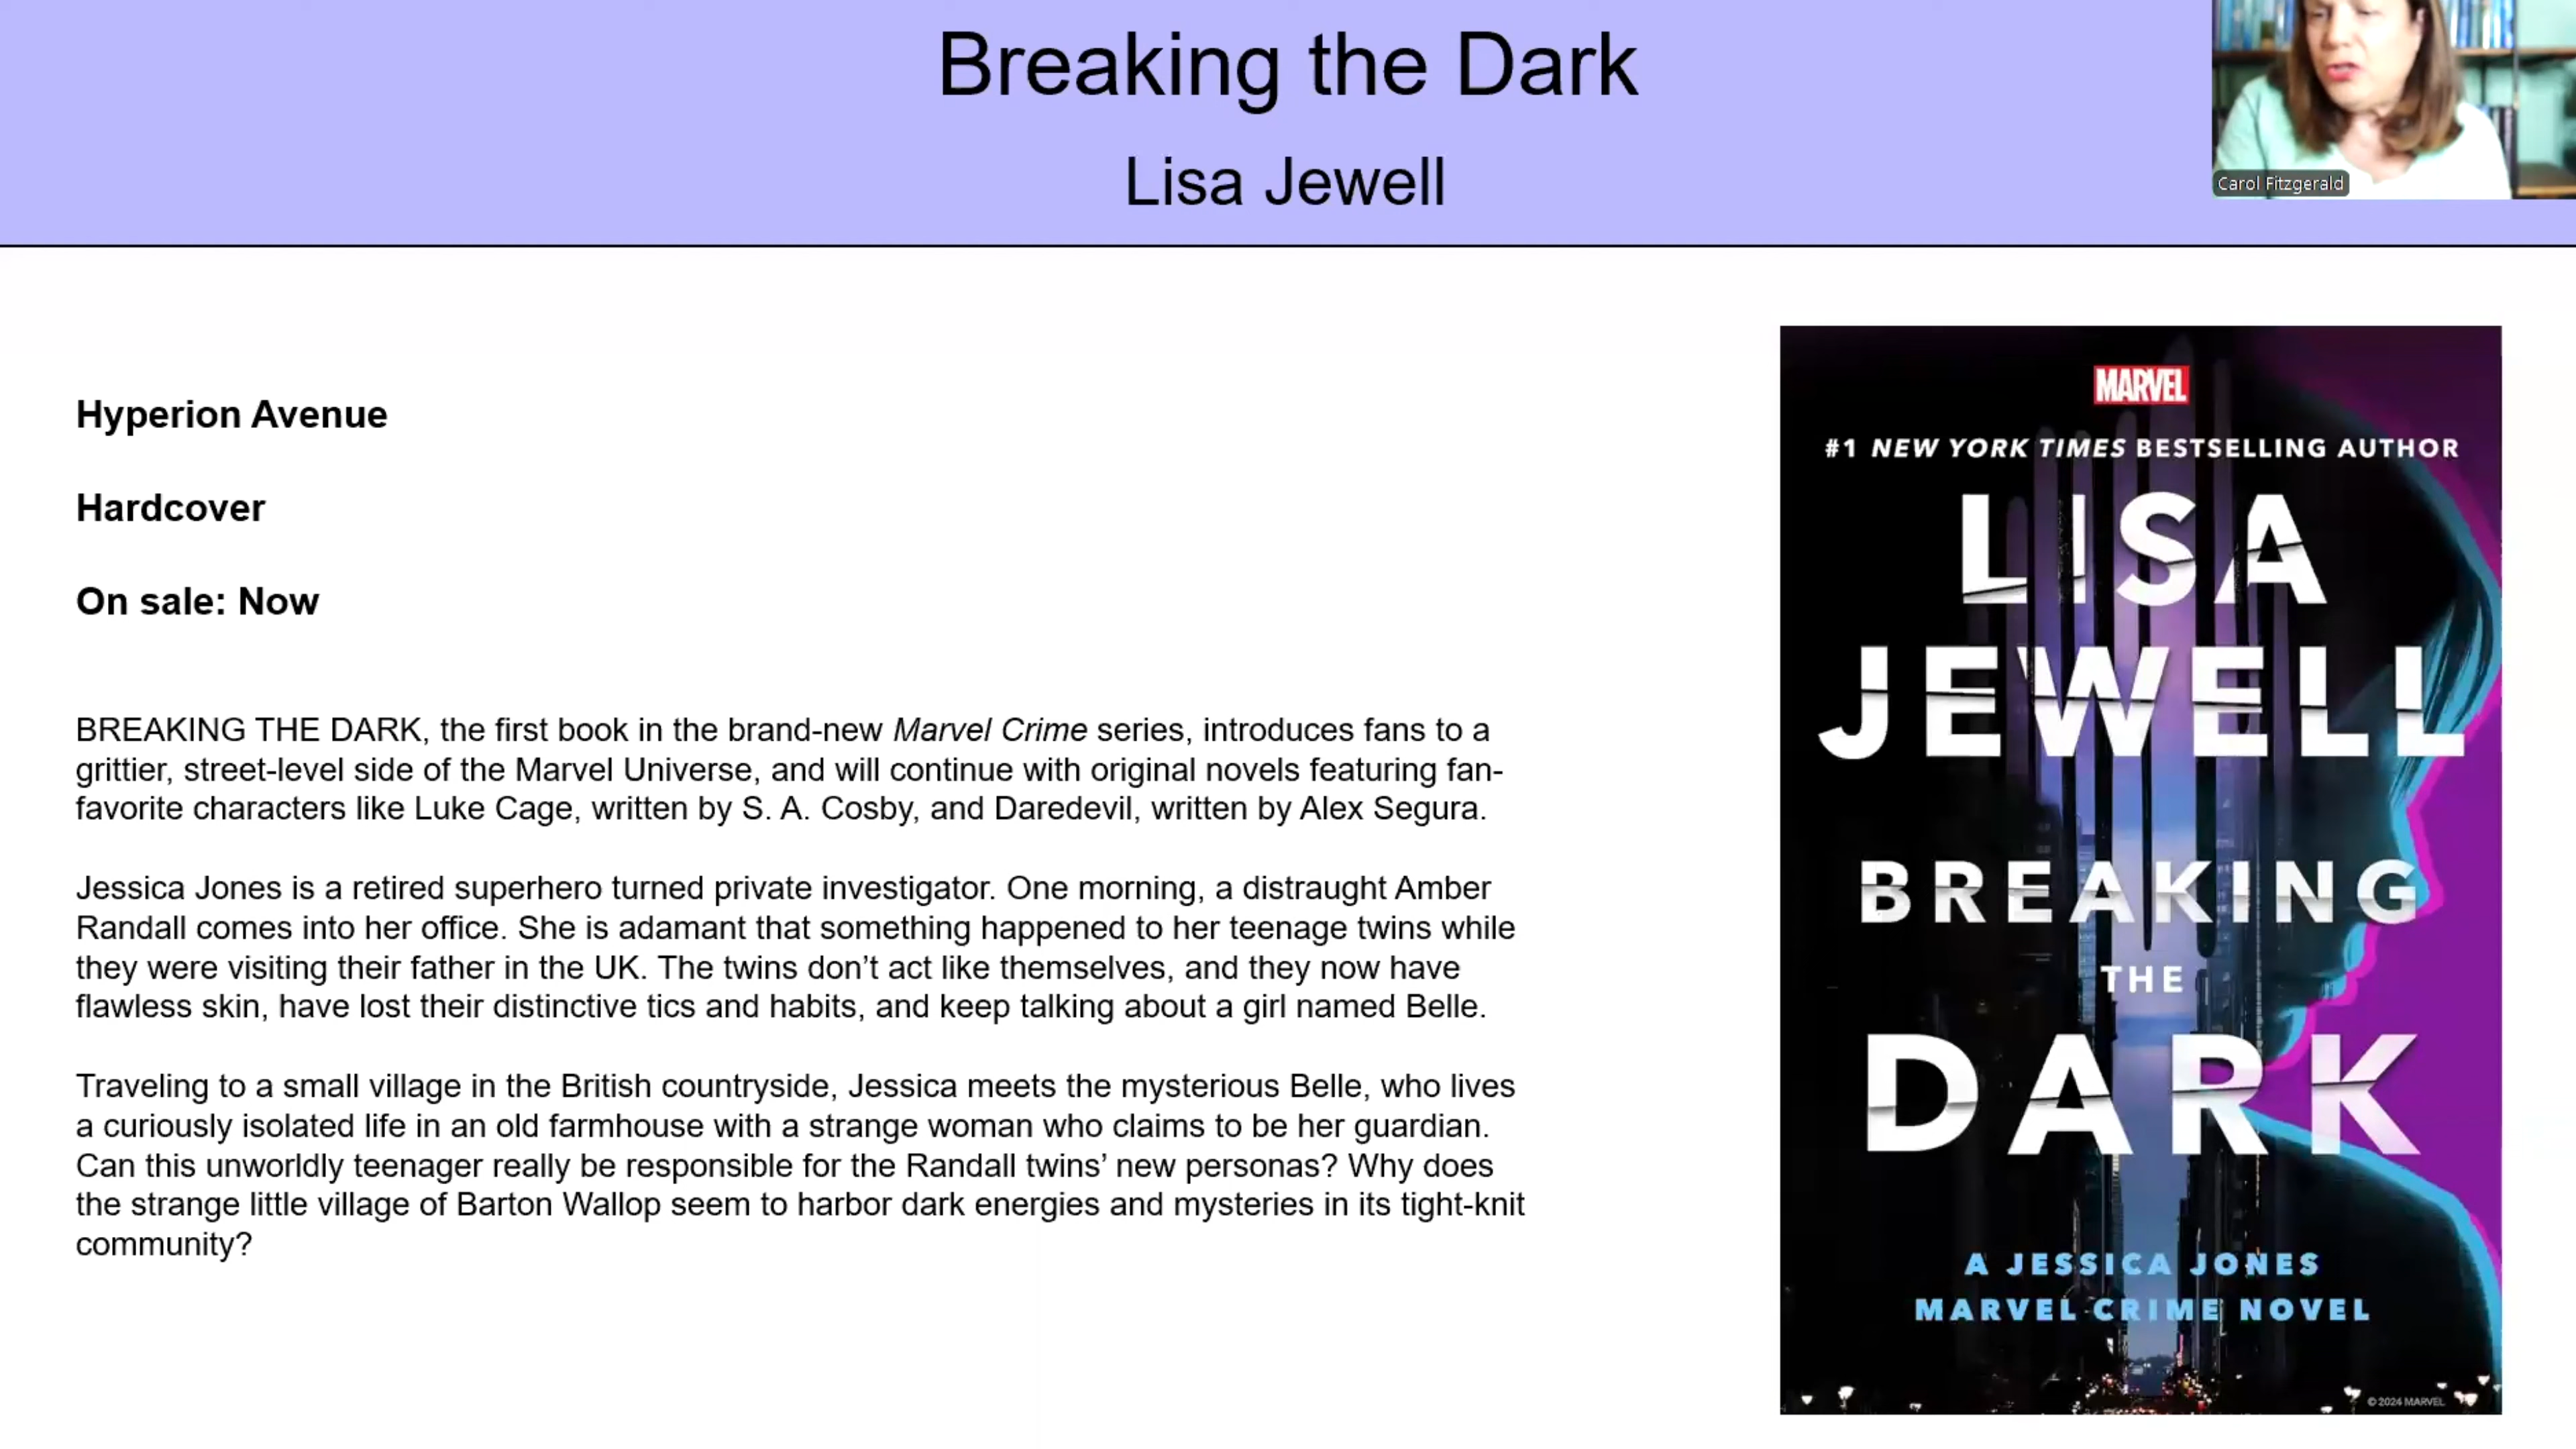 Breaking the Dark
Lisa Jewell
Carol Fitzgerald
Hyperion Avenue
Hardcover
On sale: Now
BREAKING THE DARK, the first book in the brand-new Marvel Crime series, introduces fans to a
grittier, street-level side of the Marvel Universe, and will continue with original novels featuring fan-
favorite characters like Luke Cage, written by S. A. Cosby, and Daredevil, written by Alex Segura.
Jessica Jones is a retired superhero turned private investigator. One morning, a distraught Amber
Randall comes into her office. She is adamant that something happened to her teenage twins while
they were visiting their father in the UK. The twins don’t act like themselves, and they now have
flawless skin, have lost their distinctive tics and habits, and keep talking about a girl named Belle.
Traveling to a small village in the British countryside, Jessica meets the mysterious Belle, who lives
a curiously isolated life in an old farmhouse with a strange woman who claims to be her guardian.
Can this unworldly teenager really be responsible for the Randall twins’ new personas? Why does
the strange little village of Barton Wallop seem to harbor dark energies and mysteries in its tight-knit
community?
MARVEL
#1 NEW YORK TIMES BESTSELLING AUTHOR
LISA
JEWELL
BREAKING
THE
DARK
A JESSICA JONES
MARVEL CRIME NOVEL
© 2024 MARVEL